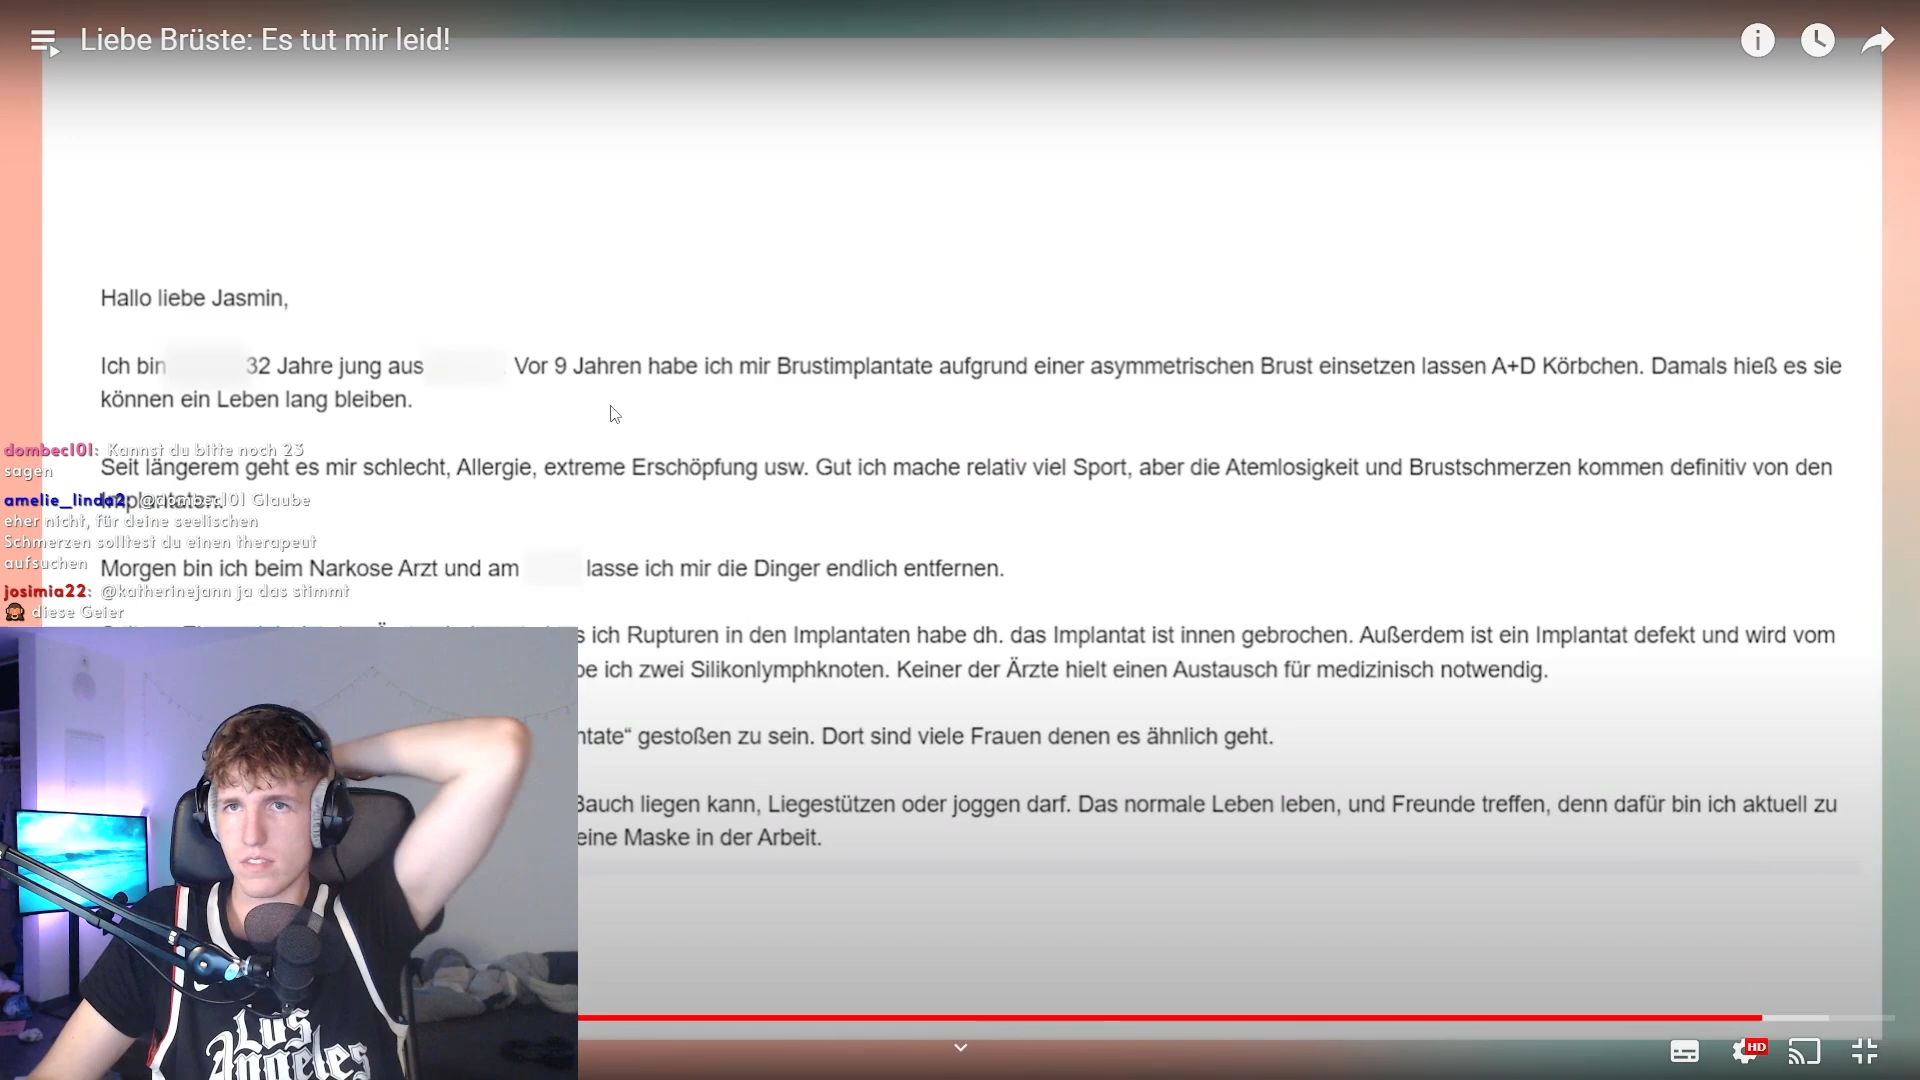 Liebe Brüste: Es tut mir leid!
Hallo liebe Jasmin,
Ich bin 32 Jahre jung aus Vor 9 Jahren habe ich mir Brustimplantate aufgrund einer asymmetrischen Brust einsetzen lassen A+D Körbchen. Damals hieß es sie
können ein Leben lang bleiben.
Seit längerem geht es mir schlecht, Allergie, extreme Erschöpfung usw. Gut ich mache relativ viel Sport, aber die Atemlosigkeit und Brustschmerzen kommen definitiv von den
Implantaten.
Morgen bin ich beim Narkose Arzt und am lasse ich mir die Dinger endlich entfernen.
ich Rupturen in den Implantaten habe dh. das Implantat ist innen gebrochen. Außerdem ist ein Implantat defekt und wird vom
ich zwei Silikonlymphknoten. Keiner der Ärzte hielt einen Austausch für medizinisch notwendig.
ntate“ gestoßen zu sein. Dort sind viele Frauen denen es ähnlich geht.
Bauch liegen kann, Liegestützen oder joggen darf. Das normale Leben leben, und Freunde treffen, denn dafür bin ich aktuell zu
eine Maske in der Arbeit.
dombec101: Kannst du bitte noch 23
sagen
amelie_linda2: @dombec101 Glaube
eher nicht, für deine seelischen
Schmerzen solltest du einen therapeut
aufsuchen
josimia22: @katherinejann ja das stimmt
diese Geier
Los
Angeles
HD